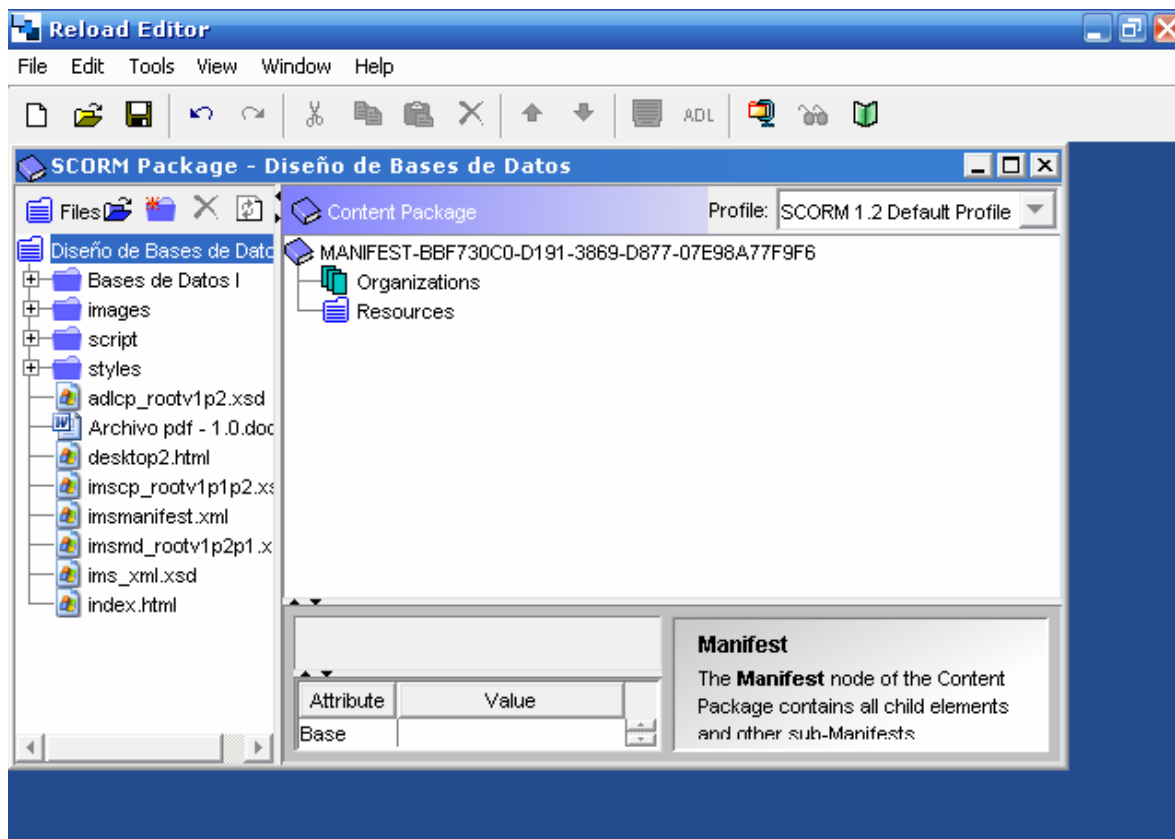 Reload Editor
File Edit Tools View Window Help
ADL
SCORM Package - Diseño de Bases de Datos
Files
Content Package
Profile: SCORM 1.2 Default Profile
Diseño de Bases de Dato
Bases de Datos I
images
script
styles
adlcp_rootv1p2.xsd
Archivo pdf - 1.0.doc
desktop2.html
imscp_rootv1p1p2.xs
imsmanifest.xml
imsmd_rootv1p2p1.x
ims_xml.xsd
index.html
MANIFEST-BBF730C0-D191-3869-D877-07E98A77F9F6
Organizations
Resources
Attribute Value
Base
Manifest
The Manifest node of the Content
Package contains all child elements
and other sub-Manifests